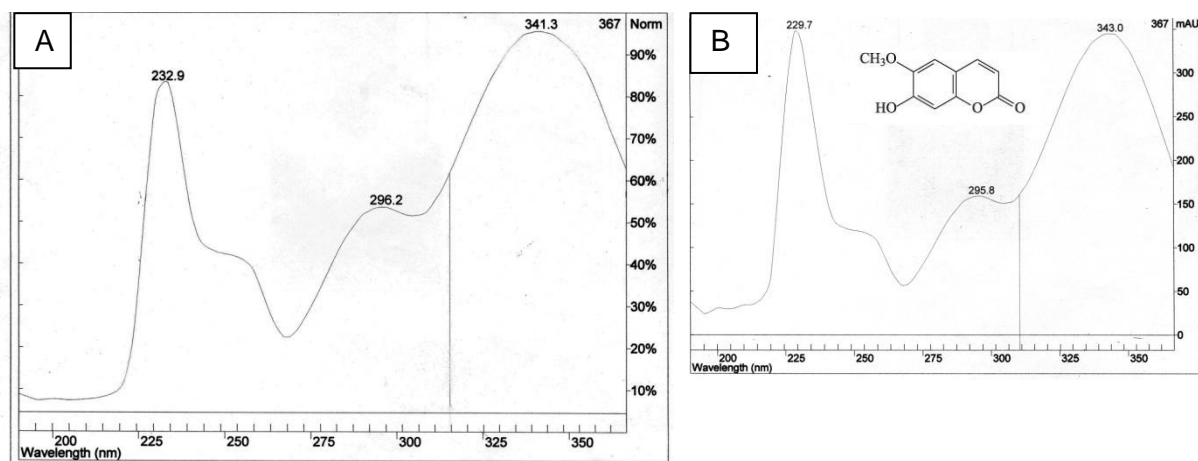 A
341.3 367 Norm
90%
232.9
80%
70%
60%
296.2
50%
40%
30%
20%
10%
200 225 250 275 300 325 350
Wavelength (nm)
B
229.7 343.0 367 mAU
CH3O
HO O O
300
250
200
295.8
150
100
50
0
200 225 250 275 300 325 350
Wavelength (nm)